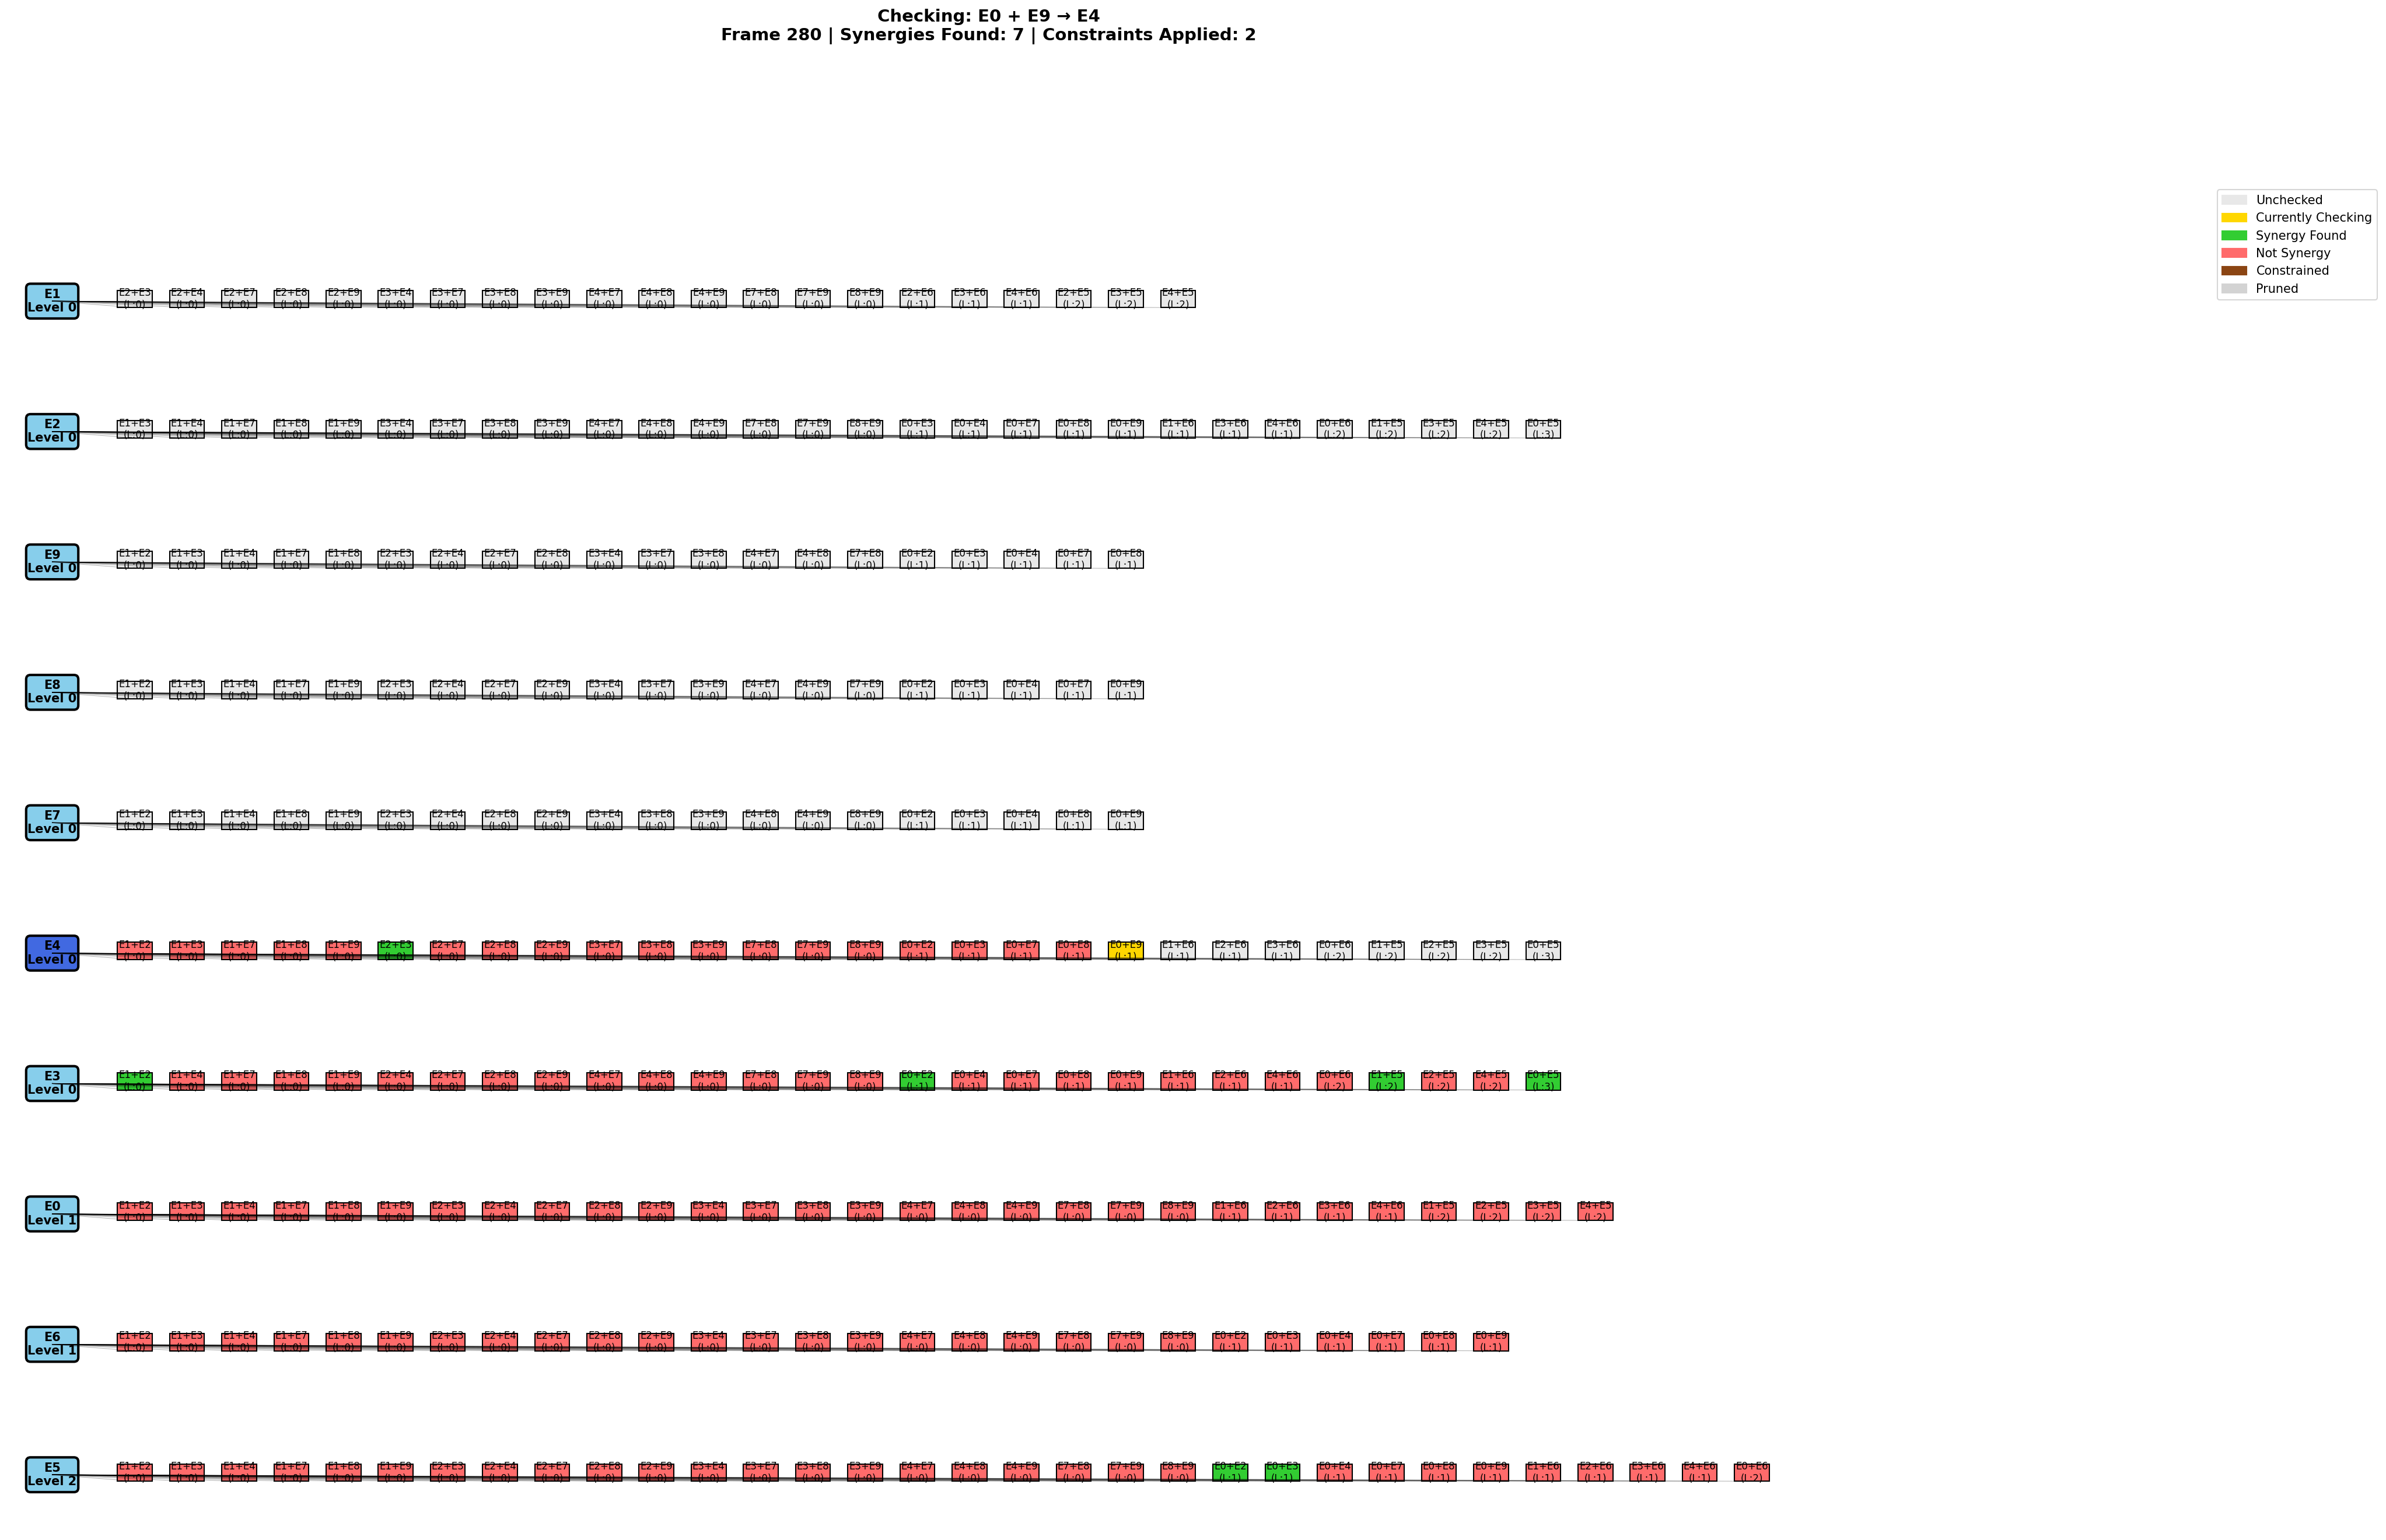 Checking: E0 + E9 → E4
Frame 280 | Synergies Found: 7 | Constraints Applied: 2
Unchecked
Currently Checking
Synergy Found
Not Synergy
Constrained
Pruned
E1 E2+E3 E2+E4 E2+E7 E2+E8 E2+E9 E3+E4 E3+E7 E3+E8 E3+E9 E4+E7 E4+E8 E4+E9 E7+E8 E7+E9 E8+E9 E2+E6 E3+E6 E4+E6 E2+E5 E3+E5 E4+E5
Level 0 (L:0) (L:0) (L:0) (L:0) (L:0) (L:0) (L:0) (L:0) (L:0) (L:0) (L:0) (L:0) (L:0) (L:0) (L:0) (L:1) (L:1) (L:1) (L:2) (L:2) (L:2)
E2 E1+E3 E1+E4 E1+E7 E1+E8 E1+E9 E3+E4 E3+E7 E3+E8 E3+E9 E4+E7 E4+E8 E4+E9 E7+E8 E7+E9 E8+E9 E0+E3 E0+E4 E0+E7 E0+E8 E0+E9 E1+E6 E3+E6 E4+E6 E0+E6 E1+E5 E3+E5 E4+E5 E0+E5
Level 0 (L:0) (L:0) (L:0) (L:0) (L:0) (L:0) (L:0) (L:0) (L:0) (L:0) (L:0) (L:0) (L:0) (L:0) (L:0) (L:1) (L:1) (L:1) (L:1) (L:1) (L:1) (L:1) (L:1) (L:2) (L:2) (L:2) (L:2) (L:3)
E9 E1+E2 E1+E3 E1+E4 E1+E7 E1+E8 E2+E3 E2+E4 E2+E7 E2+E8 E3+E4 E3+E7 E3+E8 E4+E7 E4+E8 E7+E8 E0+E2 E0+E3 E0+E4 E0+E7 E0+E8
Level 0 (L:0) (L:0) (L:0) (L:0) (L:0) (L:0) (L:0) (L:0) (L:0) (L:0) (L:0) (L:0) (L:0) (L:0) (L:0) (L:1) (L:1) (L:1) (L:1) (L:1)
E8 E1+E2 E1+E3 E1+E4 E1+E7 E1+E9 E2+E3 E2+E4 E2+E7 E2+E9 E3+E4 E3+E7 E3+E9 E4+E7 E4+E9 E7+E9 E0+E2 E0+E3 E0+E4 E0+E7 E0+E9
Level 0 (L:0) (L:0) (L:0) (L:0) (L:0) (L:0) (L:0) (L:0) (L:0) (L:0) (L:0) (L:0) (L:0) (L:0) (L:0) (L:1) (L:1) (L:1) (L:1) (L:1)
E7 E1+E2 E1+E3 E1+E4 E1+E8 E1+E9 E2+E3 E2+E4 E2+E8 E2+E9 E3+E4 E3+E8 E3+E9 E4+E8 E4+E9 E8+E9 E0+E2 E0+E3 E0+E4 E0+E8 E0+E9
Level 0 (L:0) (L:0) (L:0) (L:0) (L:0) (L:0) (L:0) (L:0) (L:0) (L:0) (L:0) (L:0) (L:0) (L:0) (L:0) (L:1) (L:1) (L:1) (L:1) (L:1)
E4 E1+E2 E1+E3 E1+E7 E1+E8 E1+E9 E2+E3 E2+E7 E2+E8 E2+E9 E3+E7 E3+E8 E3+E9 E7+E8 E7+E9 E8+E9 E0+E2 E0+E3 E0+E7 E0+E8 E0+E9 E1+E6 E2+E6 E3+E6 E0+E6 E1+E5 E2+E5 E3+E5 E0+E5
Level 0 (L:0) (L:0) (L:0) (L:0) (L:0) (L:0) (L:0) (L:0) (L:0) (L:0) (L:0) (L:0) (L:0) (L:0) (L:0) (L:1) (L:1) (L:1) (L:1) (L:1) (L:1) (L:1) (L:1) (L:2) (L:2) (L:2) (L:2) (L:3)
E3 E1+E2 E1+E4 E1+E7 E1+E8 E1+E9 E2+E4 E2+E7 E2+E8 E2+E9 E4+E7 E4+E8 E4+E9 E7+E8 E7+E9 E8+E9 E0+E2 E0+E4 E0+E7 E0+E8 E0+E9 E1+E6 E2+E6 E4+E6 E0+E6 E1+E5 E2+E5 E4+E5 E0+E5
Level 0 (L:0) (L:0) (L:0) (L:0) (L:0) (L:0) (L:0) (L:0) (L:0) (L:0) (L:0) (L:0) (L:0) (L:0) (L:0) (L:1) (L:1) (L:1) (L:1) (L:1) (L:1) (L:1) (L:1) (L:2) (L:2) (L:2) (L:2) (L:3)
E0 E1+E2 E1+E3 E1+E4 E1+E7 E1+E8 E1+E9 E2+E3 E2+E4 E2+E7 E2+E8 E2+E9 E3+E4 E3+E7 E3+E8 E3+E9 E4+E7 E4+E8 E4+E9 E7+E8 E7+E9 E8+E9 E1+E6 E2+E6 E3+E6 E4+E6 E1+E5 E2+E5 E3+E5 E4+E5
Level 1 (L:0) (L:0) (L:0) (L:0) (L:0) (L:0) (L:0) (L:0) (L:0) (L:0) (L:0) (L:0) (L:0) (L:0) (L:0) (L:0) (L:0) (L:0) (L:0) (L:0) (L:0) (L:1) (L:1) (L:1) (L:1) (L:2) (L:2) (L:2) (L:2)
E6 E1+E2 E1+E3 E1+E4 E1+E7 E1+E8 E1+E9 E2+E3 E2+E4 E2+E7 E2+E8 E2+E9 E3+E4 E3+E7 E3+E8 E3+E9 E4+E7 E4+E8 E4+E9 E7+E8 E7+E9 E8+E9 E0+E2 E0+E3 E0+E4 E0+E7 E0+E8 E0+E9
Level 1 (L:0) (L:0) (L:0) (L:0) (L:0) (L:0) (L:0) (L:0) (L:0) (L:0) (L:0) (L:0) (L:0) (L:0) (L:0) (L:0) (L:0) (L:0) (L:0) (L:0) (L:0) (L:1) (L:1) (L:1) (L:1) (L:1) (L:1)
E5 E1+E2 E1+E3 E1+E4 E1+E7 E1+E8 E1+E9 E2+E3 E2+E4 E2+E7 E2+E8 E2+E9 E3+E4 E3+E7 E3+E8 E3+E9 E4+E7 E4+E8 E4+E9 E7+E8 E7+E9 E8+E9 E0+E2 E0+E3 E0+E4 E0+E7 E0+E8 E0+E9 E1+E6 E2+E6 E3+E6 E4+E6 E0+E6
Level 2 (L:0) (L:0) (L:0) (L:0) (L:0) (L:0) (L:0) (L:0) (L:0) (L:0) (L:0) (L:0) (L:0) (L:0) (L:0) (L:0) (L:0) (L:0) (L:0) (L:0) (L:0) (L:1) (L:1) (L:1) (L:1) (L:1) (L:1) (L:1) (L:1) (L:1) (L:1) (L:2)